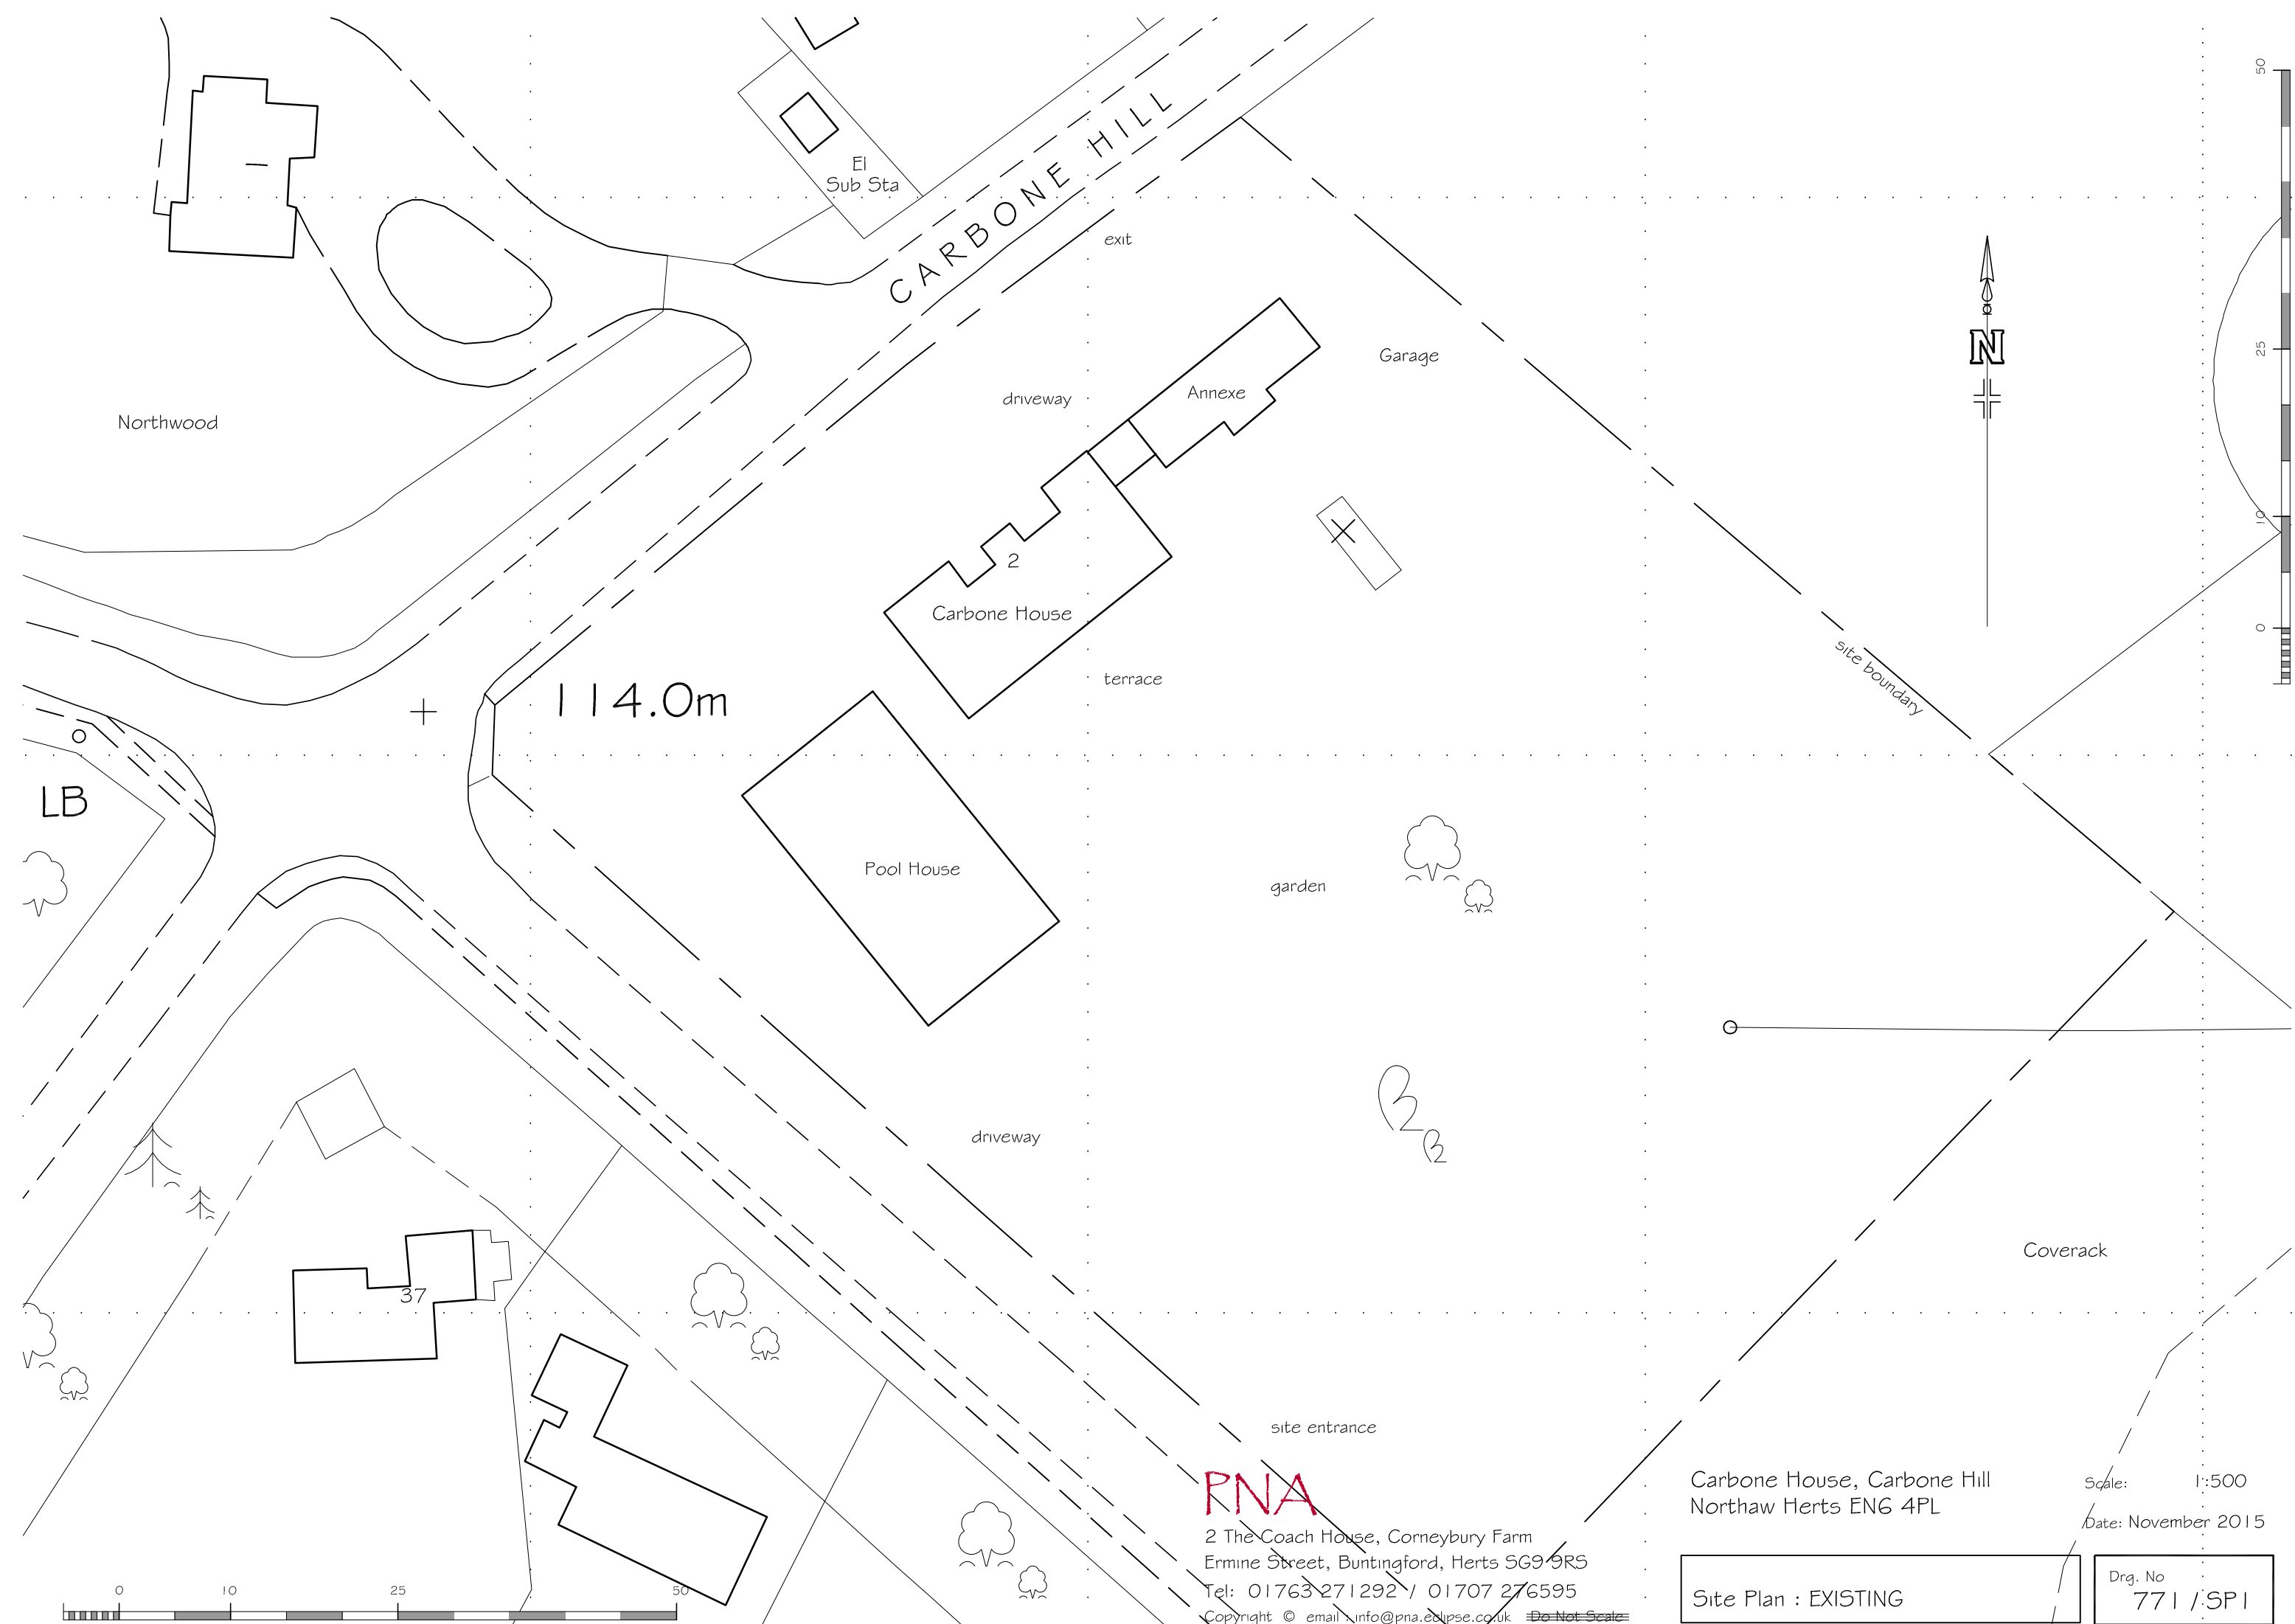 El
Sub Sta
CARBONE HILL
exit
Northwood
driveway
Annexe
Garage
N
50
25
10
0
2
Carbone House
114.0m
terrace
site boundary
LB
Pool House
garden
driveway
37
Coverack
site entrance
PNA
2 The Coach House, Corneybury Farm
Ermine Street, Buntingford, Herts SG9 9RS
Tel: 01763 271292 / 01707 276595
Copyright © email : info@pna.eclipse.co.uk Do Not Scale
Carbone House, Carbone Hill
Northaw Herts EN6 4PL
Scale: 1:500
Date: November 2015
Site Plan : EXISTING
Drg. No
771 / SP1
0 10 25 50